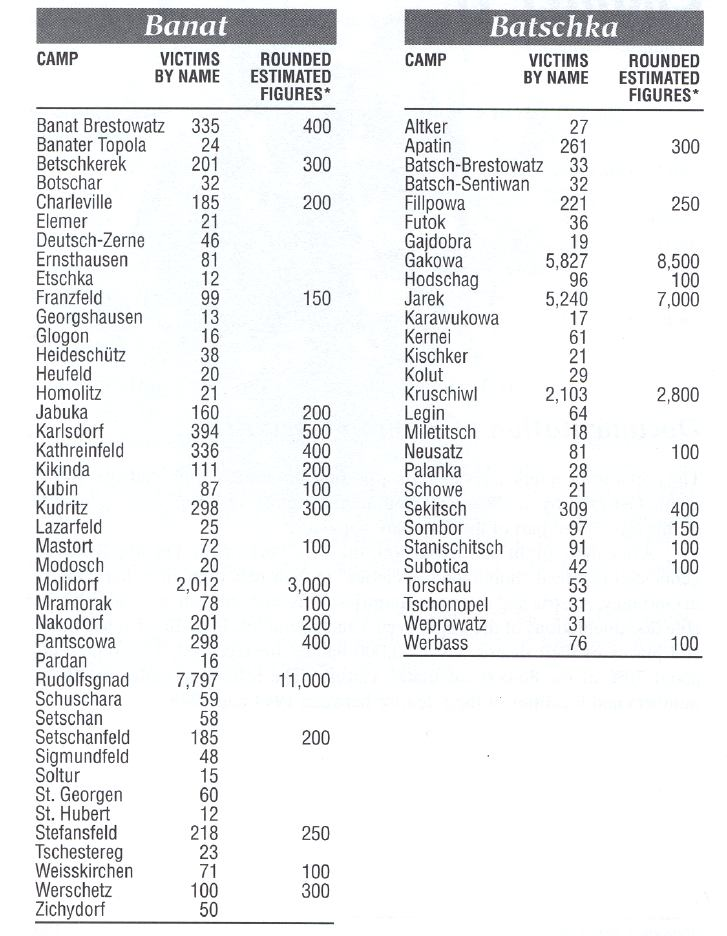 Banat
CAMP VICTIMS BY NAME ROUNDED ESTIMATED FIGURES*
Banat Brestowatz 335 400
Banater Topola 24
Betschkerek 201 300
Botschar 32
Charleville 185 200
Elemer 21
Deutsch-Zerne 46
Ernsthausen 81
Etschka 12
Franzfeld 99 150
Georgshausen 13
Glogon 16
Heideschütz 38
Heufeld 20
Homolitz 21
Jabuka 160 200
Karlsdorf 394 500
Kathreinfeld 336 400
Kikinda 111 200
Kubin 87 100
Kudritz 298 300
Lazarfeld 25
Mastort 72 100
Modosch 20
Molidorf 2,012 3,000
Mramorak 78 100
Nakodorf 201 200
Pantscowa 298 400
Pardan 16
Rudolfsgnad 7,797 11,000
Schuschara 59
Setschan 58
Setschanfeld 185 200
Sigmundfeld 48
Soltur 15
St. Georgen 60
St. Hubert 12
Stefansfeld 218 250
Tschestereg 23
Weisskirchen 71 100
Werschetz 100 300
Zichydorf 50
Batschka
CAMP VICTIMS BY NAME ROUNDED ESTIMATED FIGURES*
Altker 27
Apatin 261 300
Batsch-Brestowatz 33
Batsch-Sentiwan 32
Fillpowa 221 250
Futok 36
Gajdobra 19
Gakowa 5,827 8,500
Hodschag 96 100
Jarek 5,240 7,000
Karawukowa 17
Kernei 61
Kischker 21
Kolut 29
Kruschiwl 2,103 2,800
Legin 64
Miletitsch 18
Neusatz 81 100
Palanka 28
Schowe 21
Sekitsch 309 400
Sombor 97 150
Stanischitsch 91 100
Subotica 42 100
Torschau 53
Tschonopel 31
Weprowatz 31
Werbass 76 100